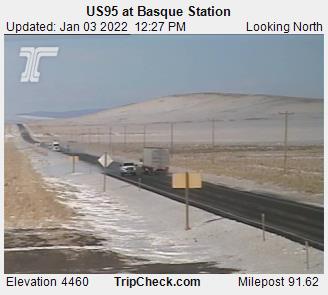 US95 at Basque Station
Updated: Jan 03 2022 12:27 PM Looking North
Elevation 4460 TripCheck.com Milepost 91.62